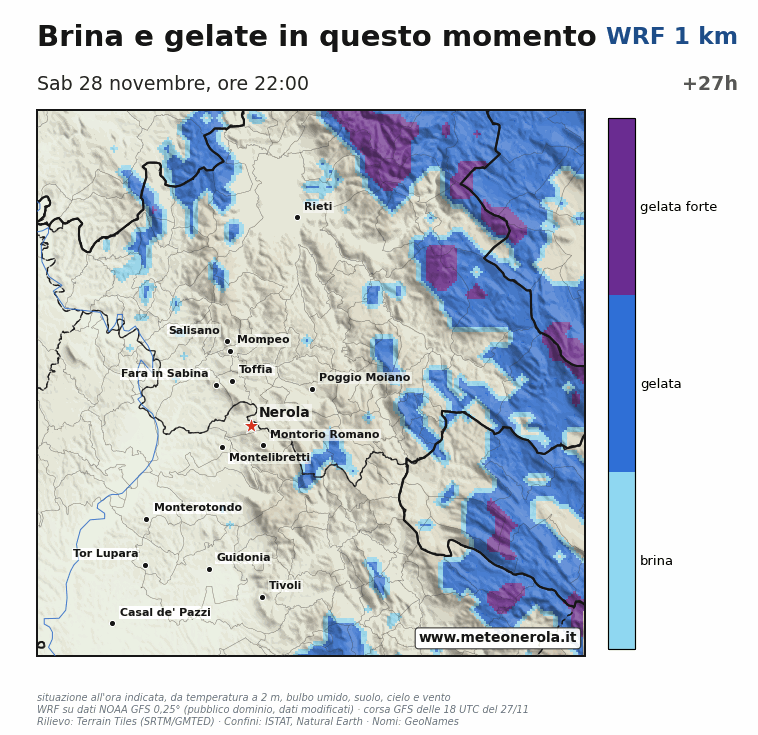 Brina e gelate in questo momento WRF 1 km
Sab 28 novembre, ore 22:00 +27h
Rieti
Salisano
Mompeo
Toffia
Fara in Sabina
Poggio Moiano
Nerola
Montorio Romano
Montelibretti
Monterotondo
Tor Lupara
Guidonia
Tivoli
Casal de' Pazzi
www.meteonerola.it
gelata forte
gelata
brina
situazione all'ora indicata, da temperatura a 2 m, bulbo umido, suolo, cielo e vento
WRF su dati NOAA GFS 0,25° (pubblico dominio, dati modificati) · corsa GFS delle 18 UTC del 27/11
Rilievo: Terrain Tiles (SRTM/GMTED) · Confini: ISTAT, Natural Earth · Nomi: GeoNames